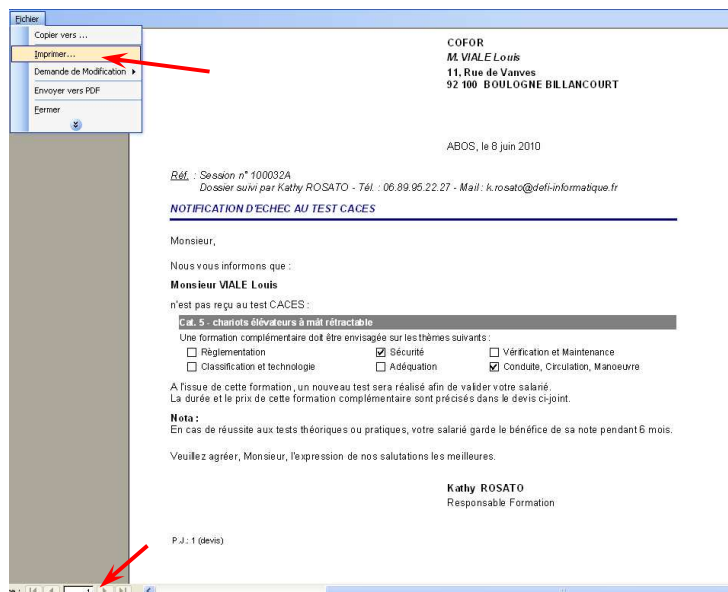 Fichier
Copier vers ...
Imprimer...
Demande de Modification
Envoyer vers PDF
Fermer
COFOR
M. VIALE Louis
11, Rue de Vanves
92 100 BOULOGNE BILLANCOURT
ABOS, le 8 juin 2010
Réf. : Session n° 100032A
Dossier suivi par Kathy ROSATO - Tél. : 06.89.95.22.27 - Mail : k.rosato@defi-informatique.fr
NOTIFICATION D'ECHEC AU TEST CACES
Monsieur,
Nous vous informons que :
Monsieur VIALE Louis
n'est pas reçu au test CACES :
Cat. 5 - chariots élévateurs à mât rétractable
Une formation complémentaire doit être envisagée sur les thèmes suivants :
Règlementation Sécurité Vérification et Maintenance
Classification et technologie Adéquation Conduite, Circulation, Manoeuvre
A l'issue de cette formation, un nouveau test sera réalisé afin de valider votre salarié.
La durée et le prix de cette formation complémentaire sont précisés dans le devis ci-joint.
Nota :
En cas de réussite aux tests théoriques ou pratiques, votre salarié garde le bénéfice de sa note pendant 6 mois.
Veuillez agréer, Monsieur, l'expression de nos salutations les meilleures.
Kathy ROSATO
Responsable Formation
P.J.: 1 (devis)
1